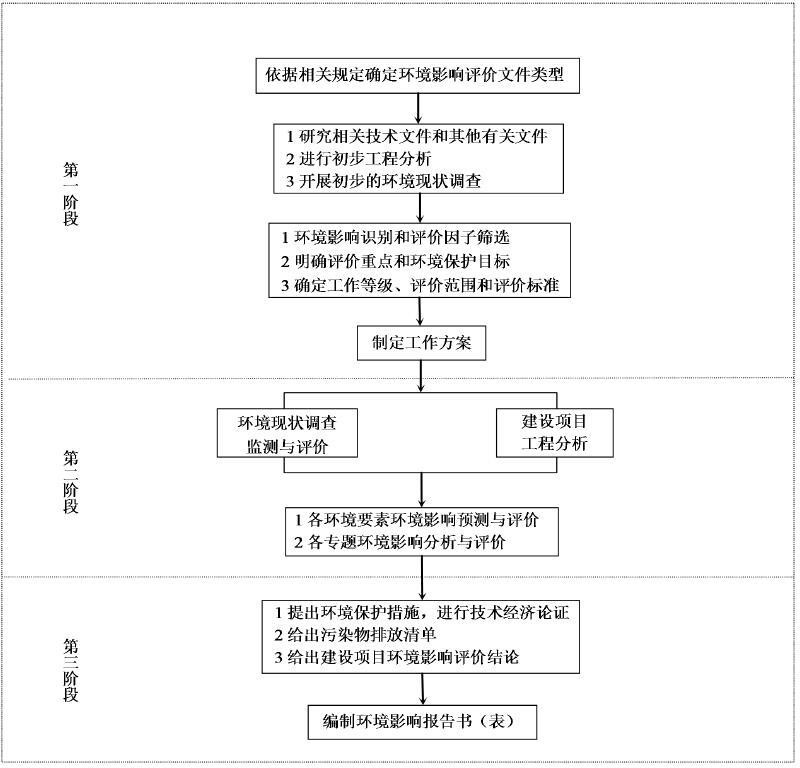 依据相关规定确定环境影响评价文件类型
1 研究相关技术文件和其他有关文件
2 进行初步工程分析
3 开展初步的环境现状调查
第一阶段
1 环境影响识别和评价因子筛选
2 明确评价重点和环境保护目标
3 确定工作等级、评价范围和评价标准
制定工作方案
环境现状调查
监测与评价
建设项目
工程分析
第二阶段
1 各环境要素环境影响预测与评价
2 各专题环境影响分析与评价
1 提出环境保护措施，进行技术经济论证
2 给出污染物排放清单
3 给出建设项目环境影响评价结论
第三阶段
编制环境影响报告书（表）